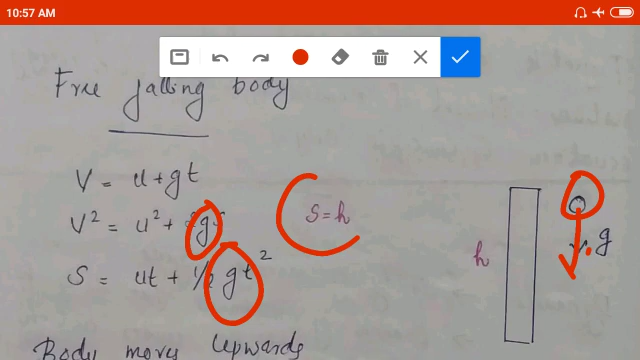 10:57 AM
Free falling body
V = u+gt
V² = u² + 2gs
S = ut + 1/2 gt²
S=h
h
g
Body moves Upwards